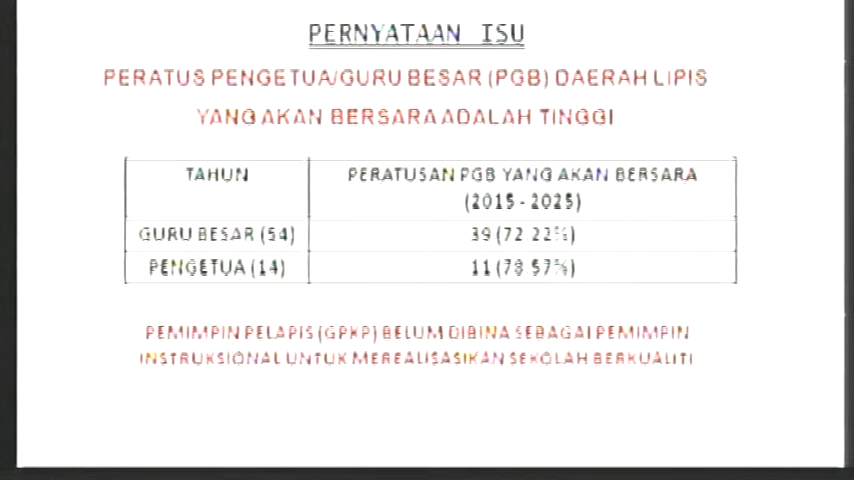 PERNYATAAN ISU
PERATUS PENGETUA/GURU BESAR (PGB) DAERAH LIPIS
YANG AKAN BERSARA ADALAH TINGGI
TAHUN
PERATUSAN PGB YANG AKAN BERSARA
(2015 - 2025)
GURU BESAR (54)
39 (72.22%)
PENGETUA (14)
11 (78.57%)
PEMIMPIN PELAPIS (GPKP) BELUM DIBINA SEBAGAI PEMIMPIN
INSTRUKSIONAL UNTUK MEREALISASIKAN SEKOLAH BERKUALITI